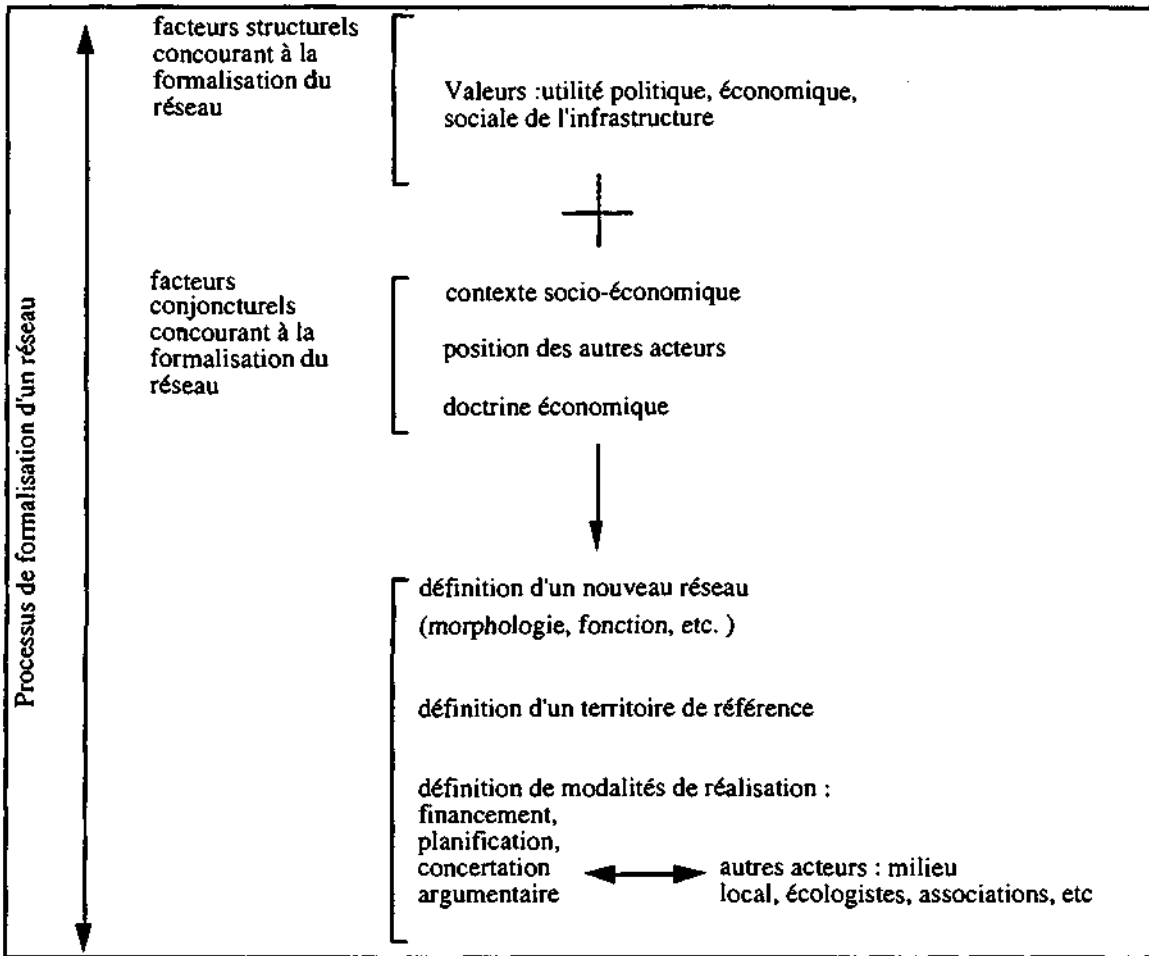 Processus de formalisation d'un réseau
facteurs structurels
concourant à la
formalisation du
réseau
Valeurs :utilité politique, économique,
sociale de l'infrastructure
facteurs
conjoncturels
concourant à la
formalisation du
réseau
contexte socio-économique
position des autres acteurs
doctrine économique
définition d'un nouveau réseau
(morphologie, fonction, etc. )
définition d'un territoire de référence
définition de modalités de réalisation :
financement,
planification,
concertation
argumentaire
autres acteurs : milieu
local, écologistes, associations, etc